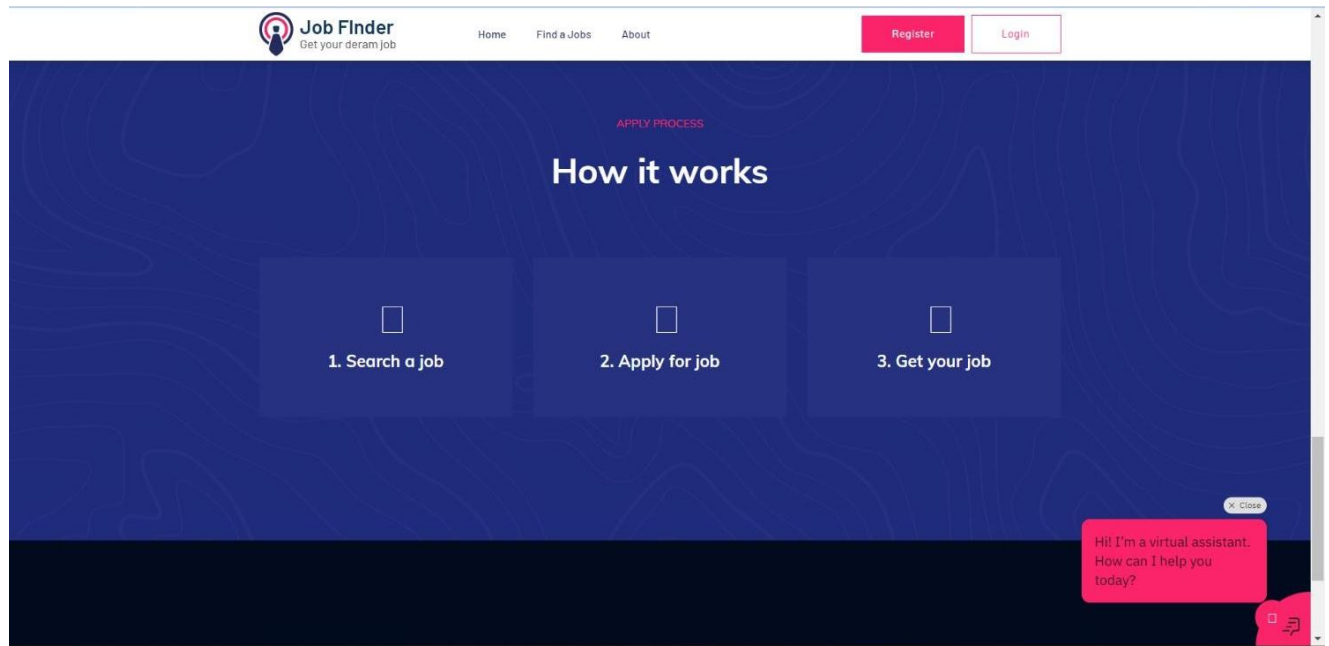 Job FInder
Get your deram job
Home
Find a Jobs
About
Register
Login
APPLY PROCESS
How it works
1. Search a job
2. Apply for job
3. Get your job
× Close
Hi! I'm a virtual assistant.
How can I help you
today?